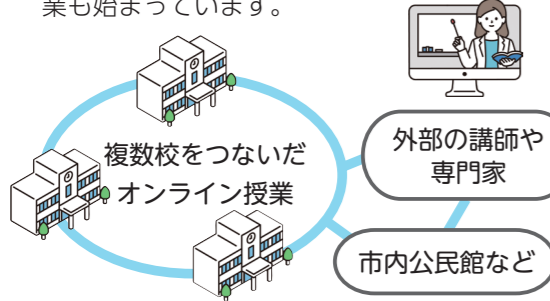 業も始まっています。
複数校をつないだ
オンライン授業
外部の講師や
専門家
市内公民館など